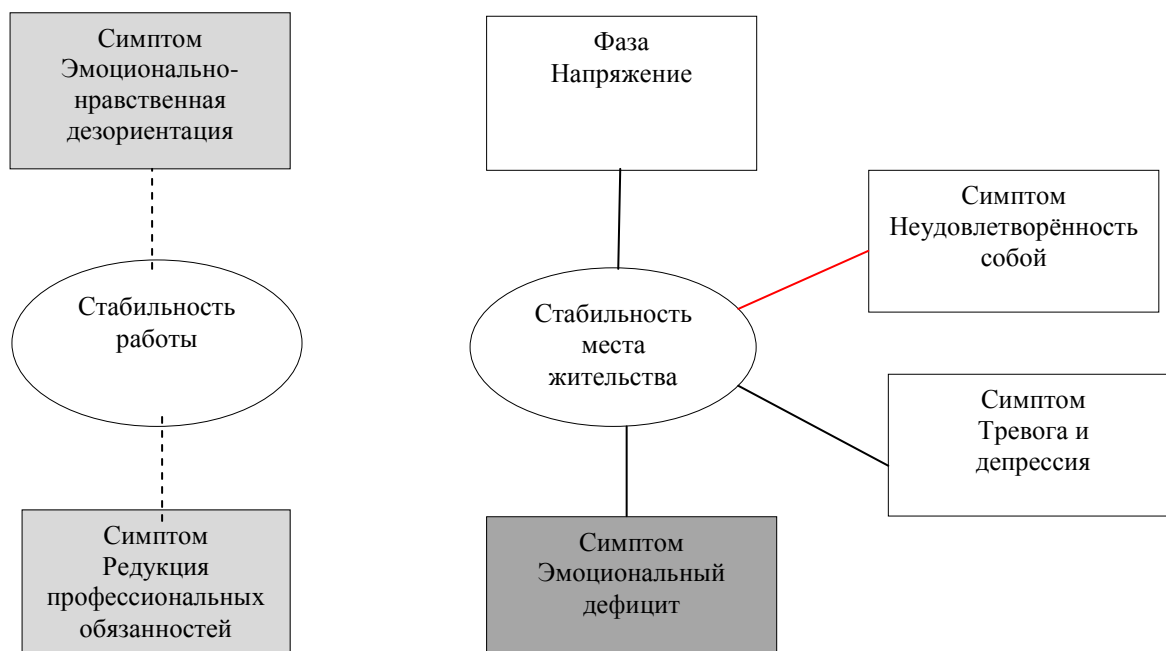 Симптом
Эмоционально-
нравственная
дезориентация
Фаза
Напряжение
Симптом
Неудовлетворённость
собой
Стабильность
работы
Стабильность
места
жительства
Симптом
Тревога и
депрессия
Симптом
Редукция
профессиональных
обязанностей
Симптом
Эмоциональный
дефицит